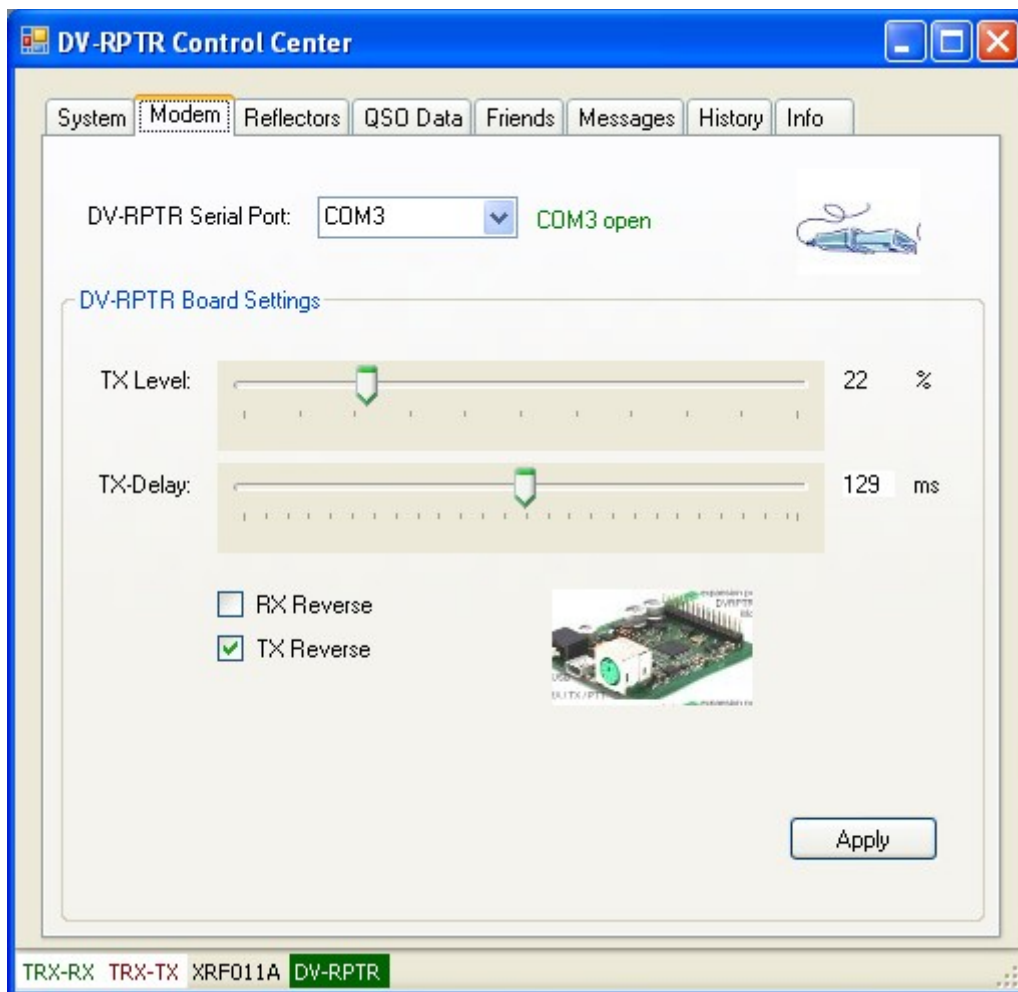 DV-RPTR Control Center
System Modem Reflectors QSO Data Friends Messages History Info
DV-RPTR Serial Port: COM3 COM3 open
DV-RPTR Board Settings
TX Level: 22 %
TX-Delay: 129 ms
RX Reverse
TX Reverse
Apply
TRX-RX TRX-TX XRF011A DV-RPTR